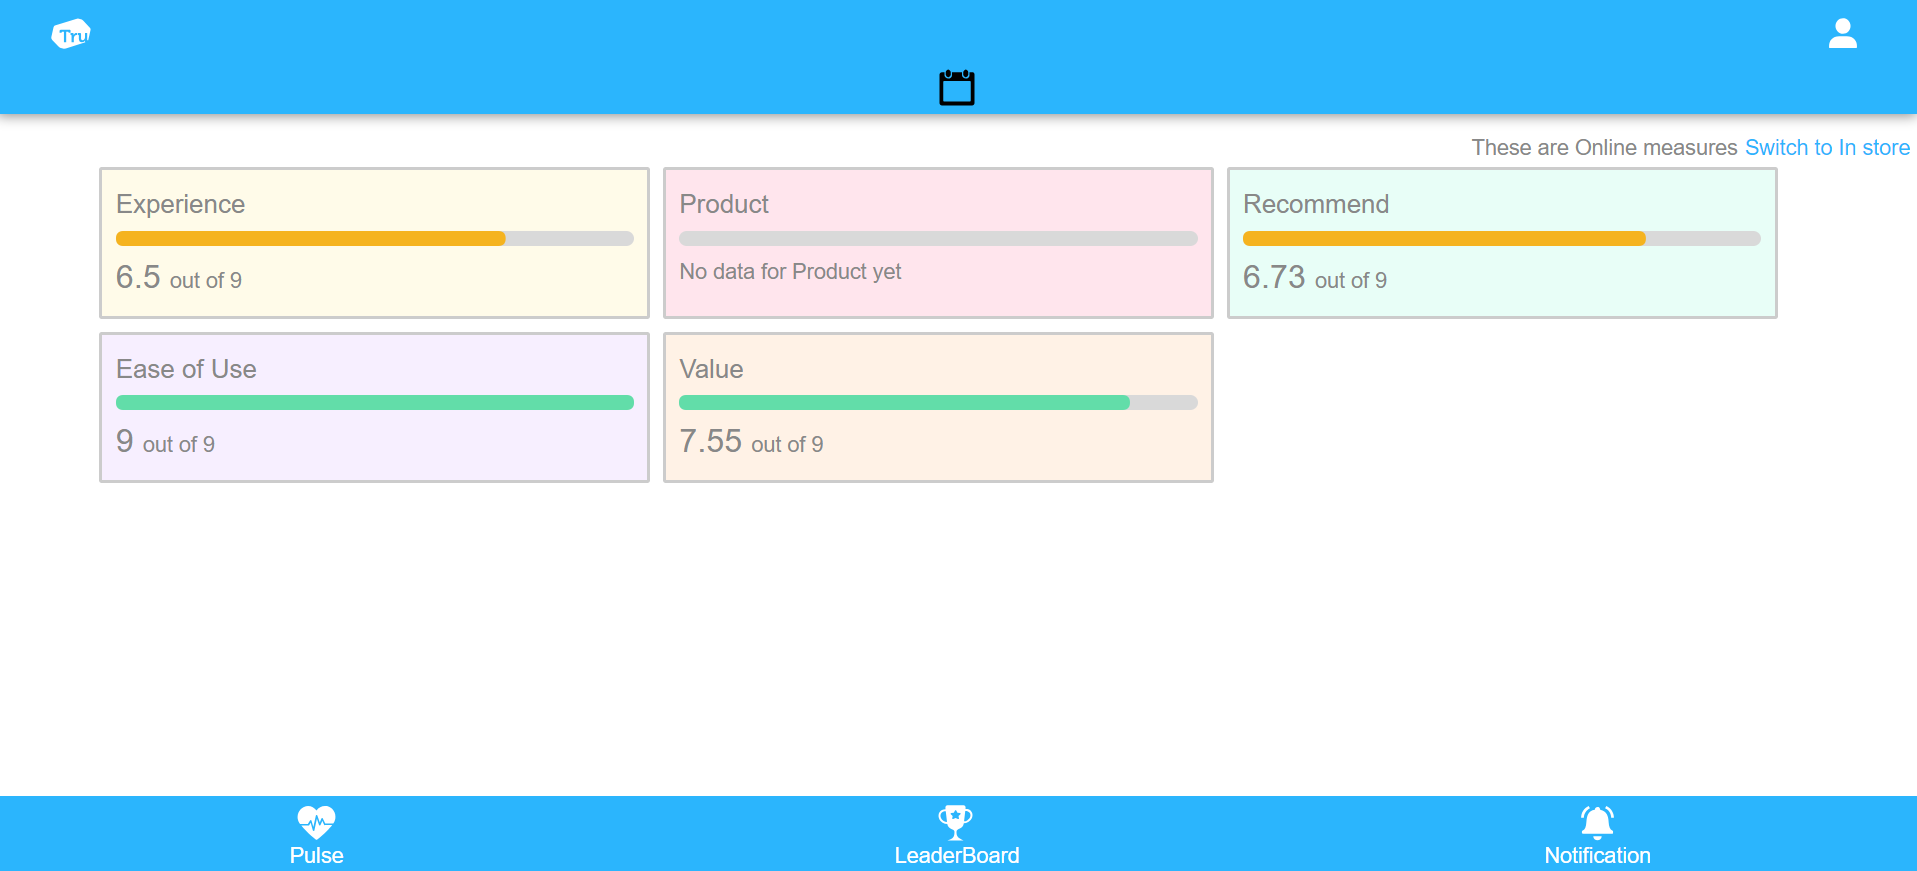 Tru
These are Online measures Switch to In store
Experience
6.5 out of 9
Product
No data for Product yet
Recommend
6.73 out of 9
Ease of Use
9 out of 9
Value
7.55 out of 9
Pulse
LeaderBoard
Notification